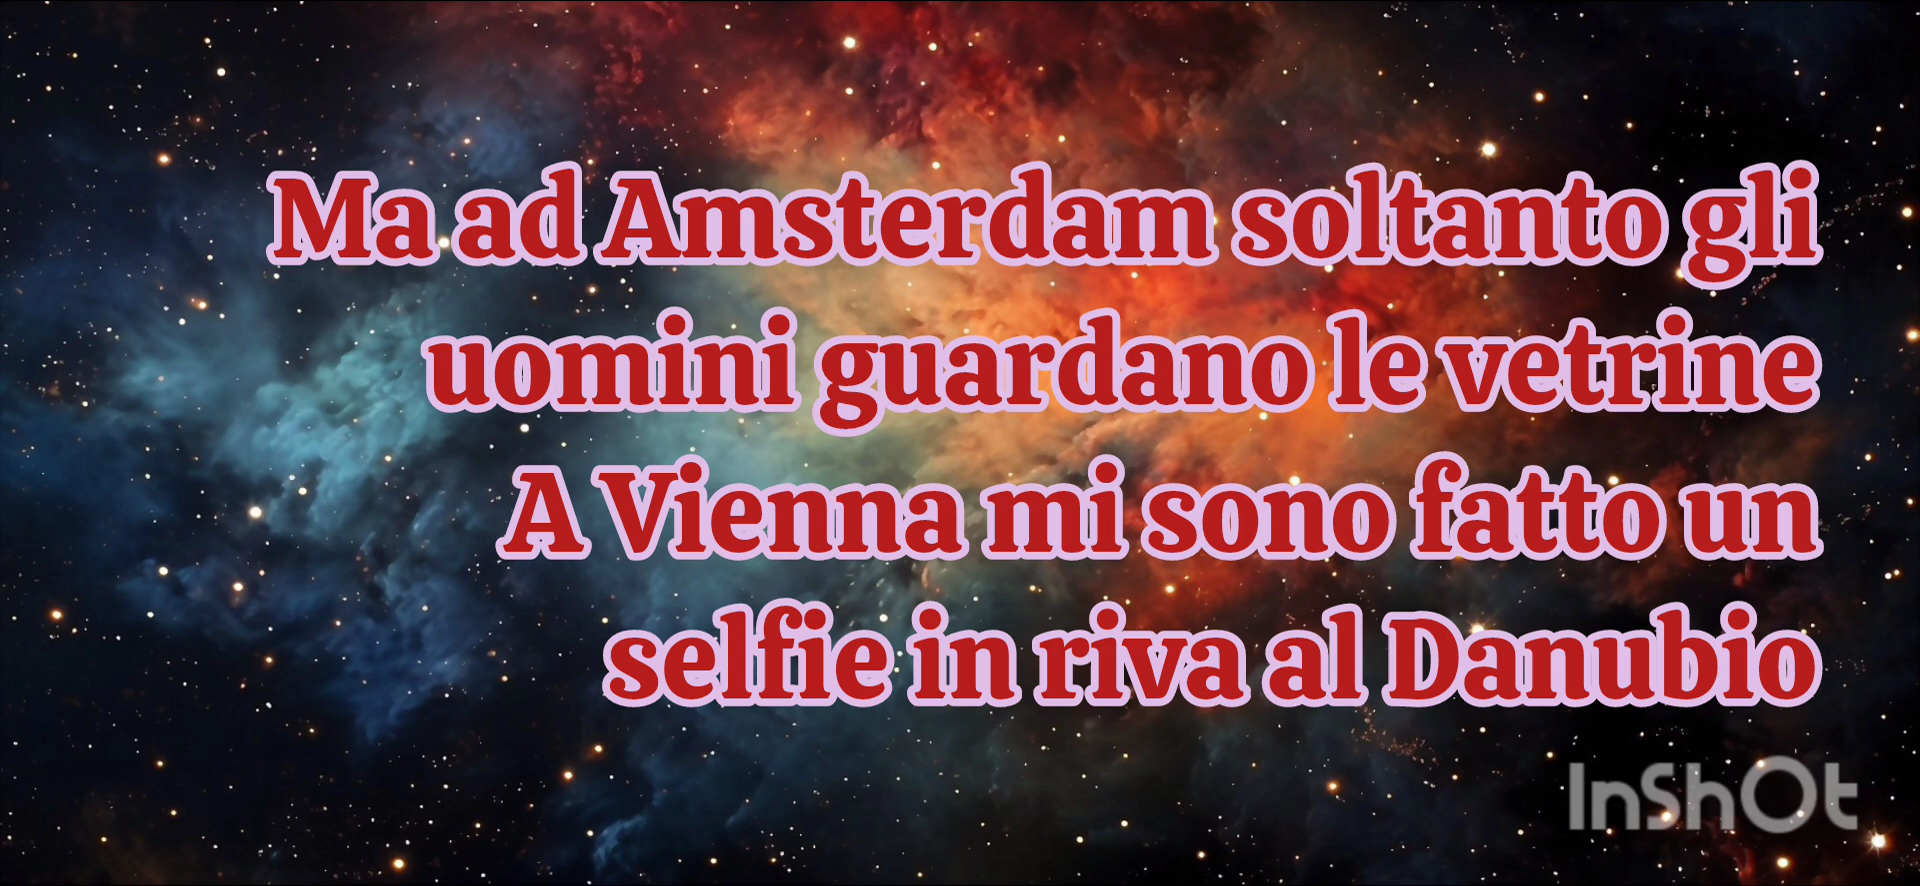 Ma ad Amsterdam soltanto gli
uomini guardano le vetrine
A Vienna mi sono fatto un
selfie in riva al Danubio
InShOt